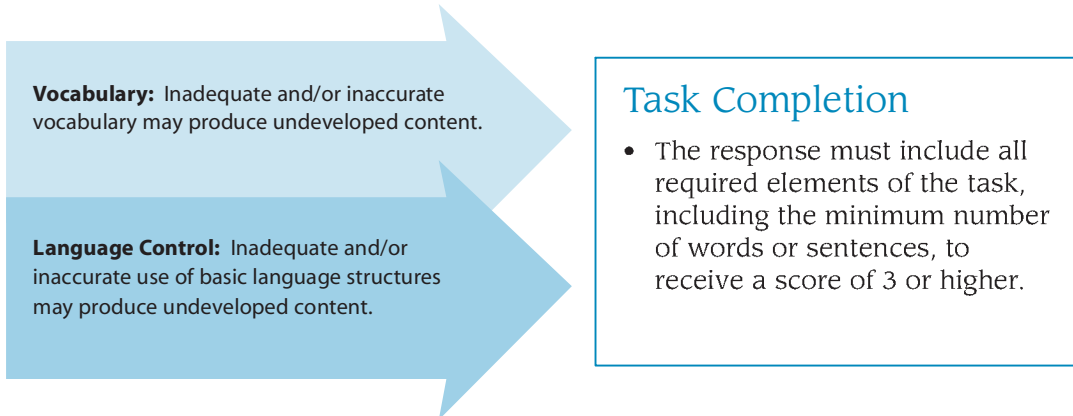 Vocabulary: Inadequate and/or inaccurate
vocabulary may produce undeveloped content.
Language Control: Inadequate and/or
inaccurate use of basic language structures
may produce undeveloped content.
Task Completion
• The response must include all
required elements of the task,
including the minimum number
of words or sentences, to
receive a score of 3 or higher.